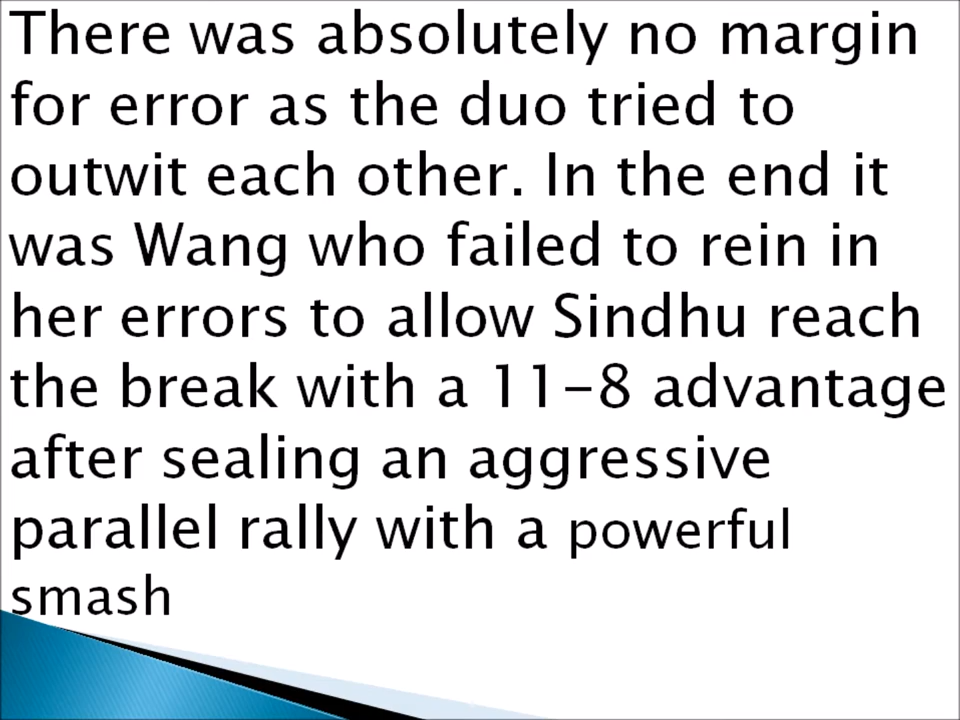 There was absolutely no margin
for error as the duo tried to
outwit each other. In the end it
was Wang who failed to rein in
her errors to allow Sindhu reach
the break with a 11-8 advantage
after sealing an aggressive
parallel rally with a powerful
smash